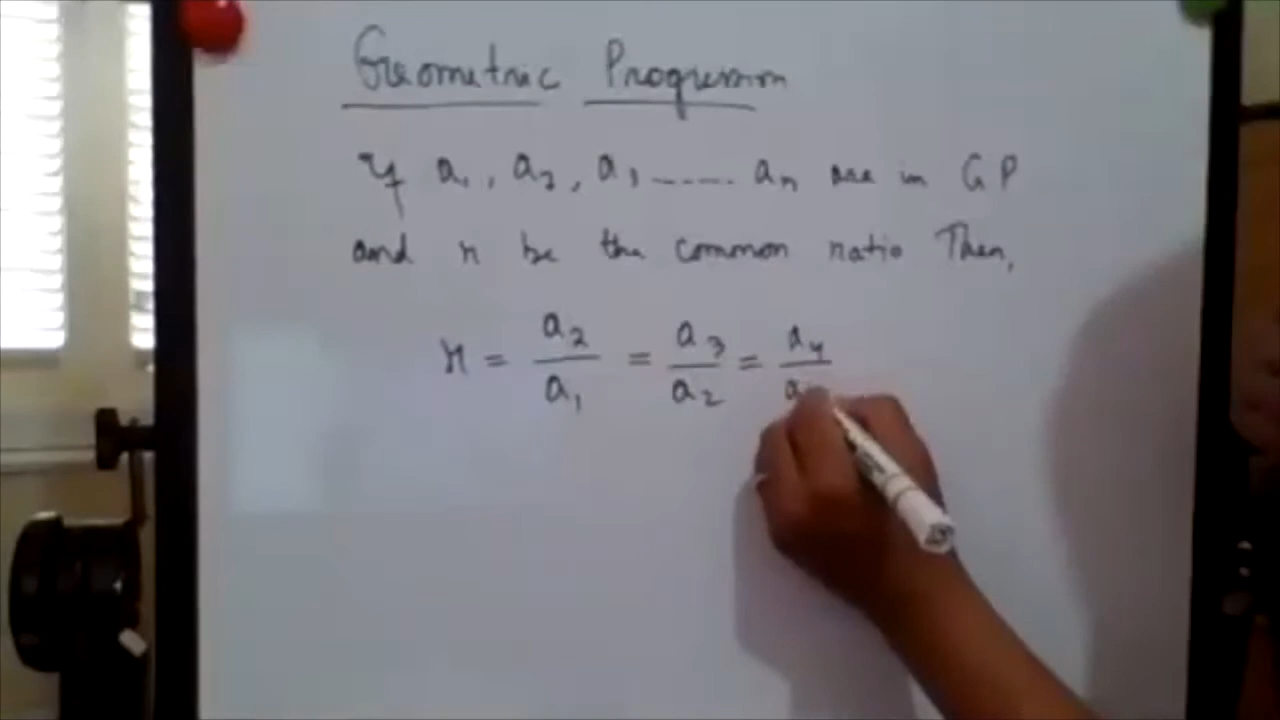 Geometric Progression
If a₁, a₂, a₃ ....... aₙ are in GP
and r be the common ratio Then,
r = a₂/a₁ = a₃/a₂ = a₄/a